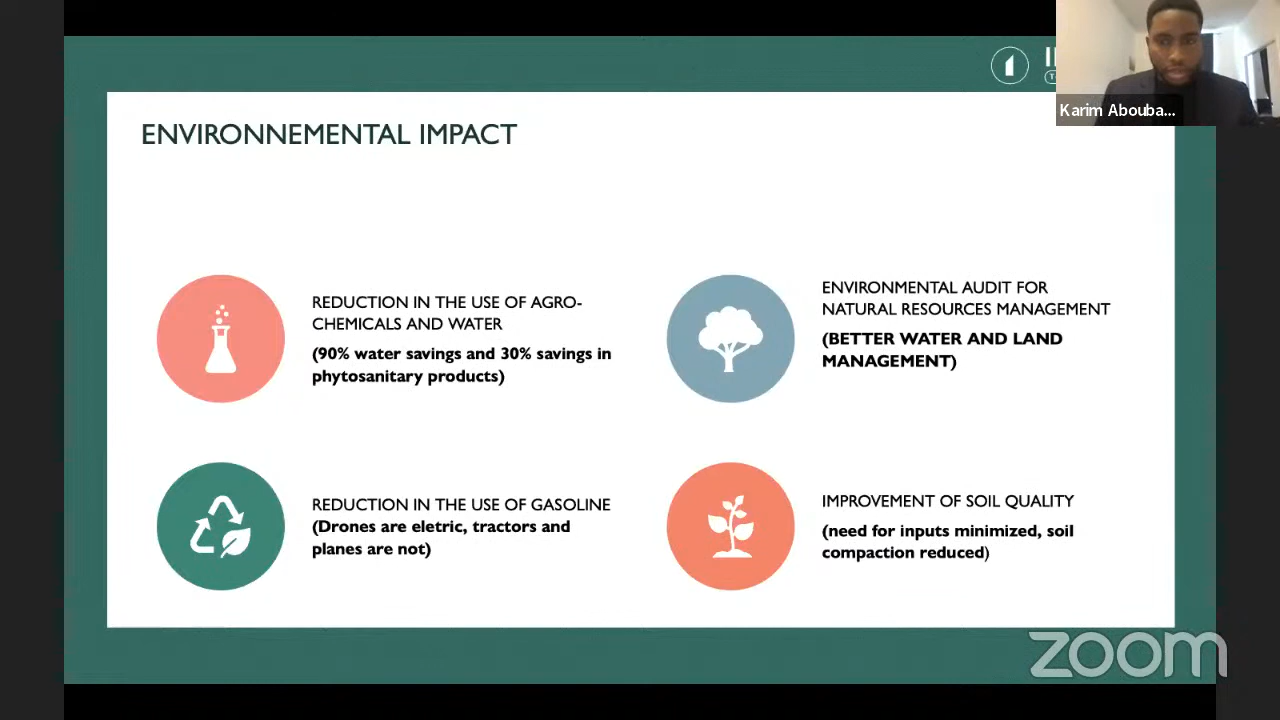 Karim Abouba...
ENVIRONNEMENTAL IMPACT
REDUCTION IN THE USE OF AGRO-
CHEMICALS AND WATER
(90% water savings and 30% savings in
phytosanitary products)
ENVIRONMENTAL AUDIT FOR
NATURAL RESOURCES MANAGEMENT
(BETTER WATER AND LAND
MANAGEMENT)
REDUCTION IN THE USE OF GASOLINE
(Drones are eletric, tractors and
planes are not)
IMPROVEMENT OF SOIL QUALITY
(need for inputs minimized, soil
compaction reduced)
zoom